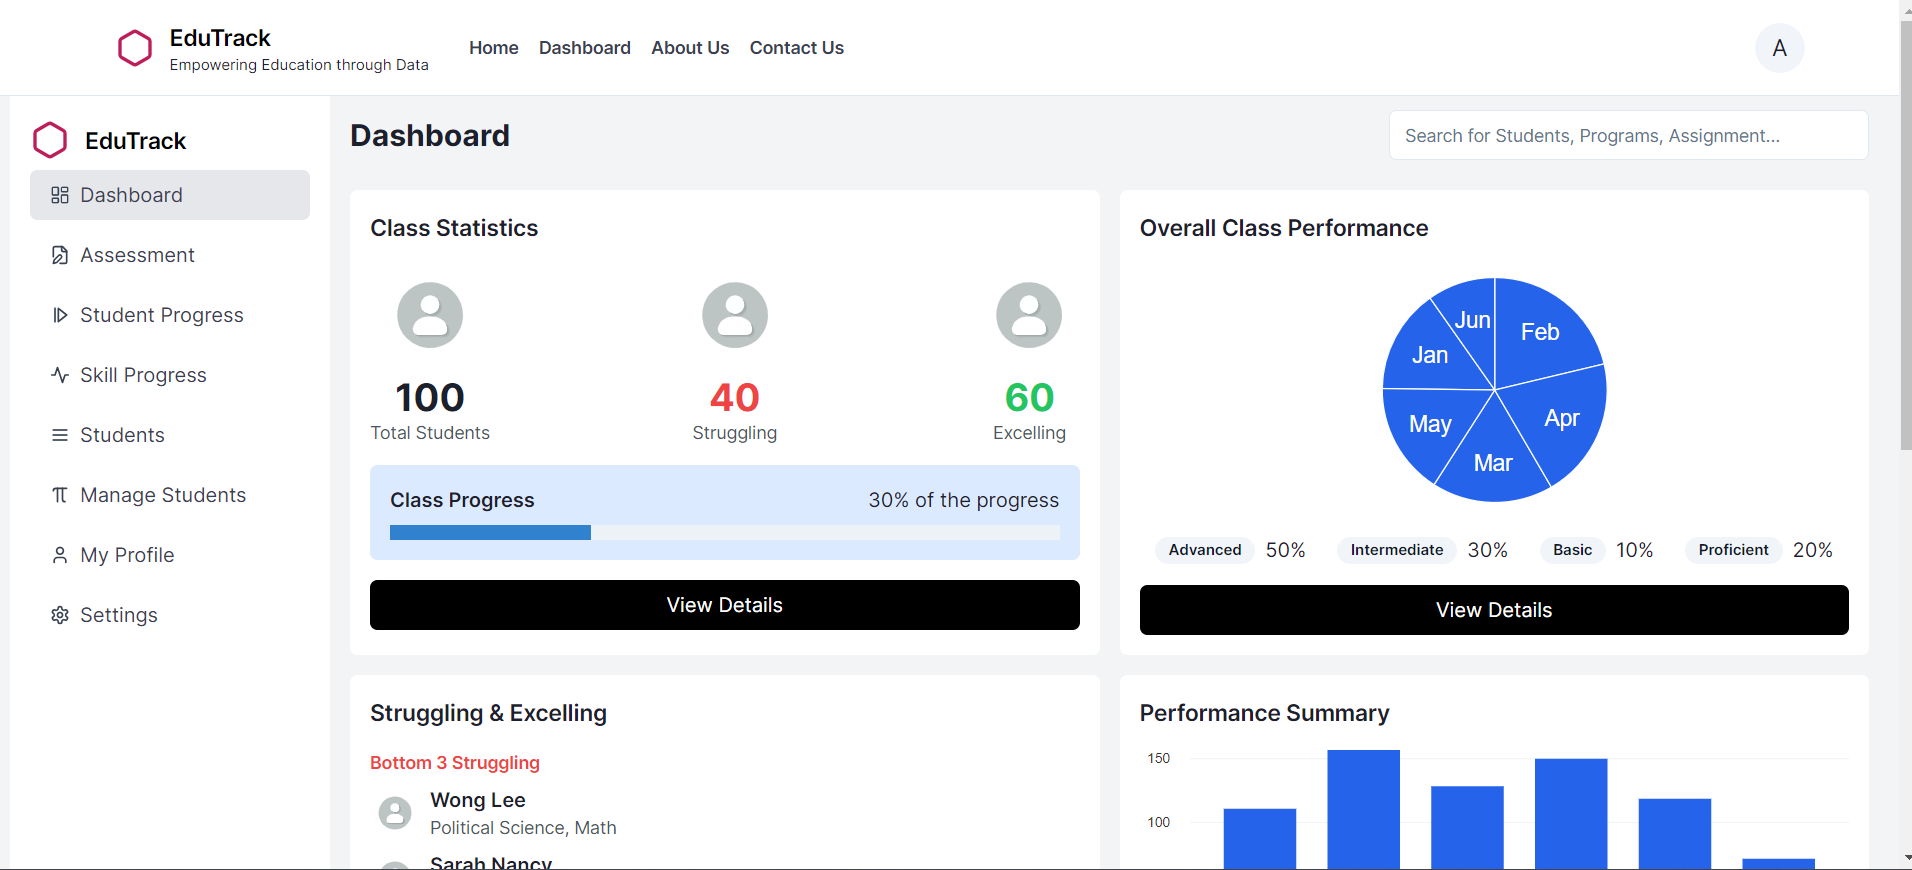 EduTrack
Empowering Education through Data
Home Dashboard About Us Contact Us
A
EduTrack
Dashboard
Assessment
Student Progress
Skill Progress
Students
Manage Students
My Profile
Settings
Dashboard
Search for Students, Programs, Assignment...
Class Statistics
100
Total Students
40
Struggling
60
Excelling
Class Progress
30% of the progress
View Details
Overall Class Performance
Jun
Feb
Jan
Apr
May
Mar
Advanced 50% Intermediate 30% Basic 10% Proficient 20%
View Details
Struggling & Excelling
Bottom 3 Struggling
Wong Lee
Political Science, Math
Sarah Nancy
Performance Summary
150
100